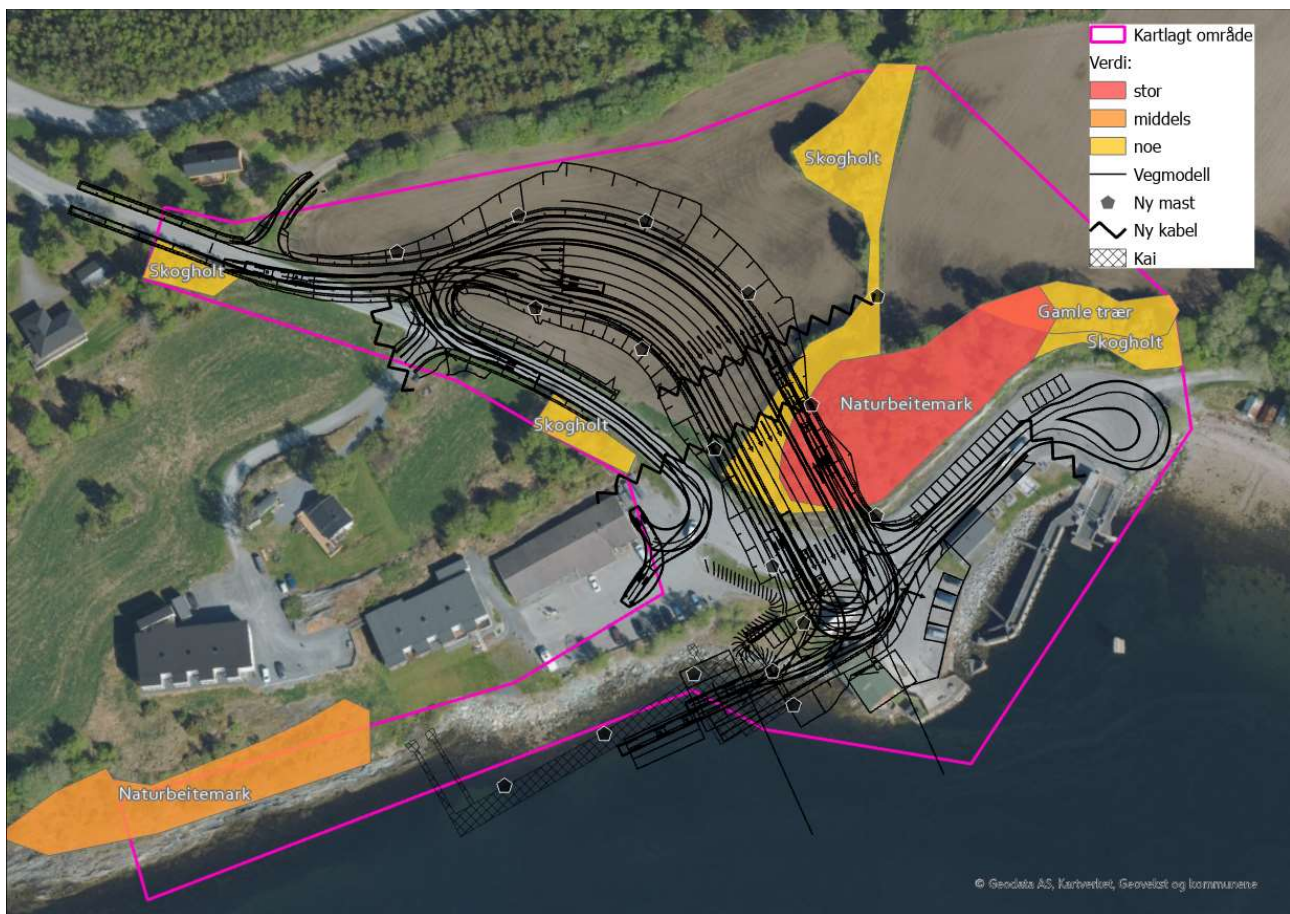 Kartlagt område
Verdi:
stor
middels
noe
Vegmodell
Ny mast
Ny kabel
Kai
Skogholt
Skogholt
Gamle trær
Skogholt
Naturbeitemark
Skogholt
Naturbeitemark
© Geodata AS, Kartverket, Geovekst og kommunene